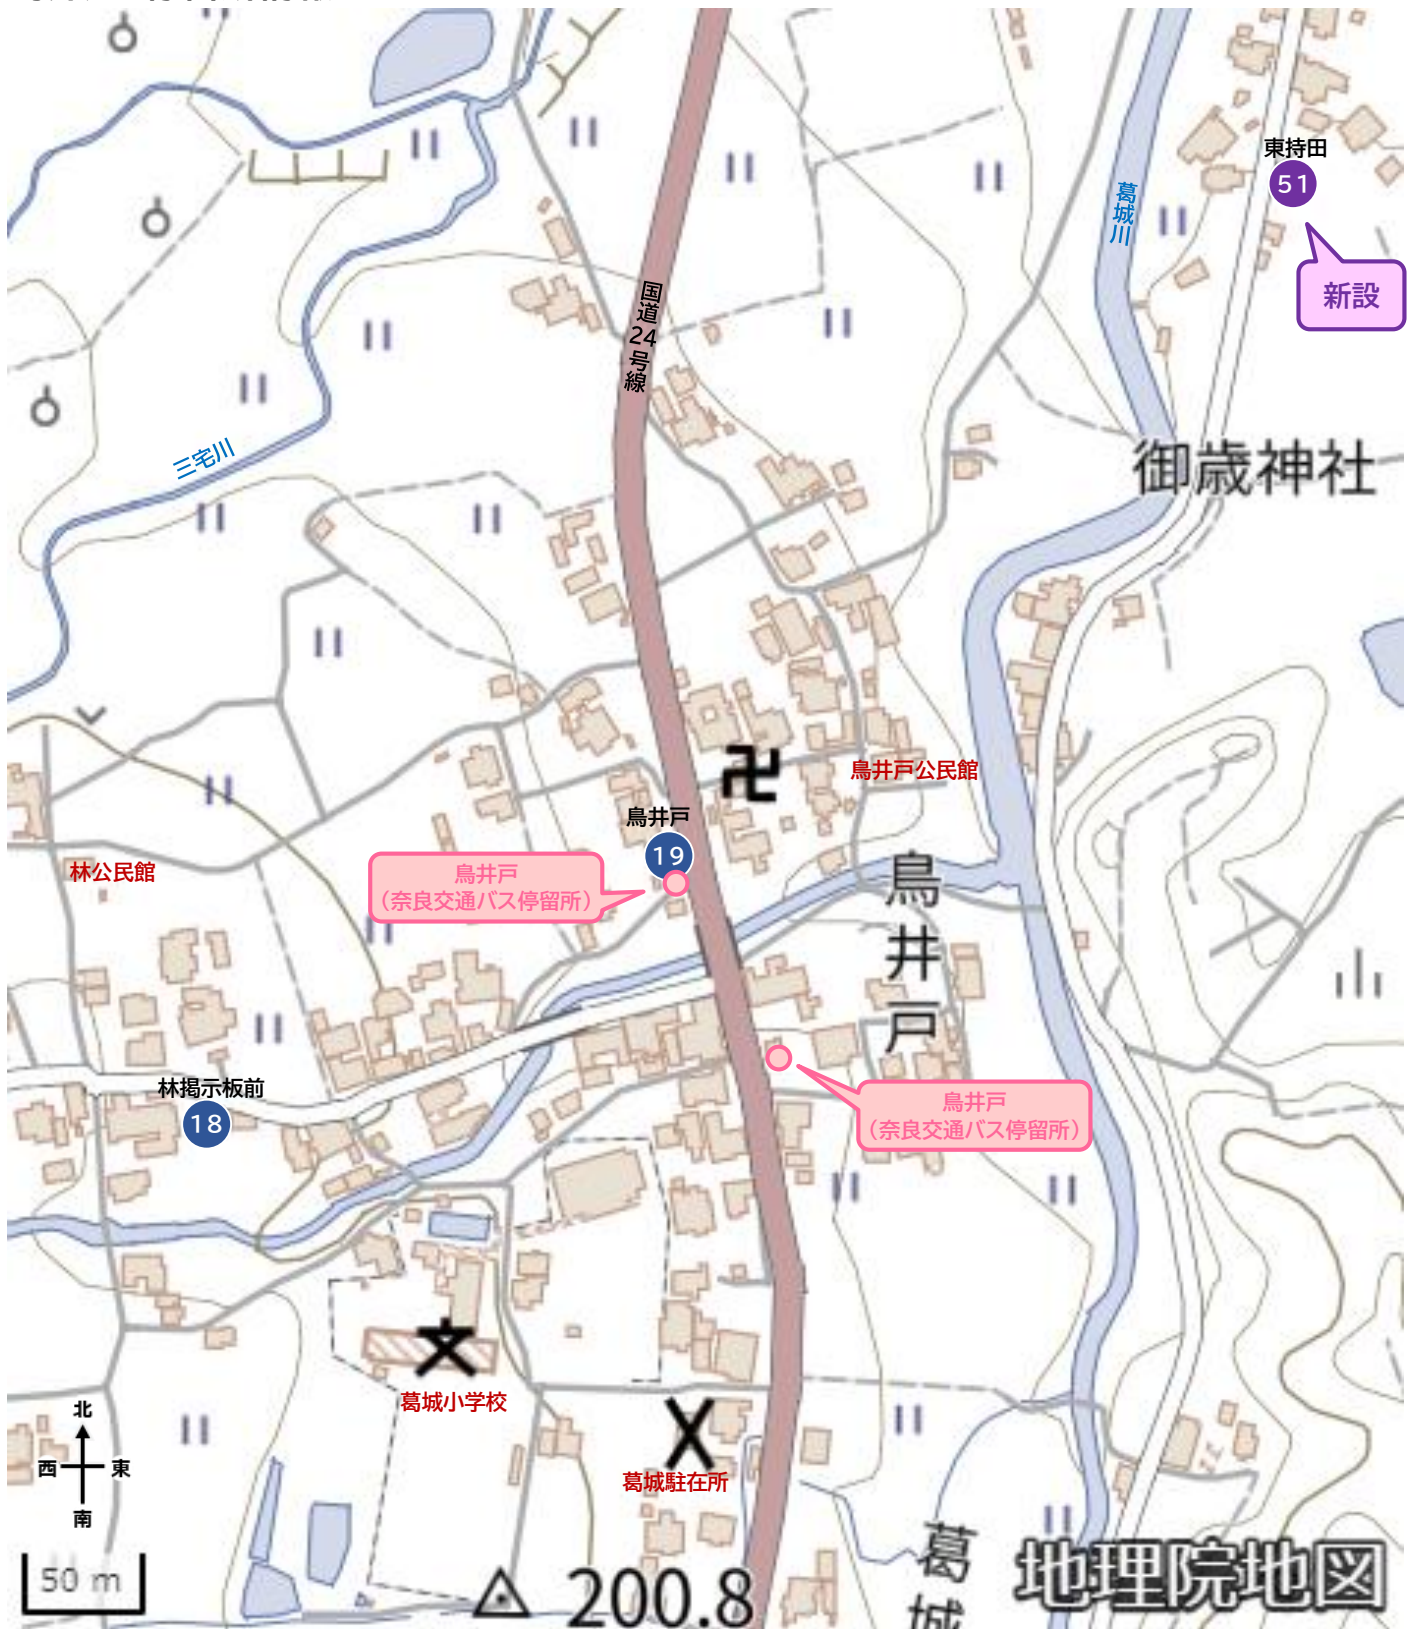 東持田
51
葛城川
新設
国道24号線
御歳神社
三宅川
鳥井戸公民館
鳥井戸
19
林公民館
鳥井戸
(奈良交通バス停留所)
鳥井戸
林掲示板前
18
鳥井戸
(奈良交通バス停留所)
葛城小学校
北
西 東
南
葛城駐在所
50 m
200.8
葛城
地理院地図